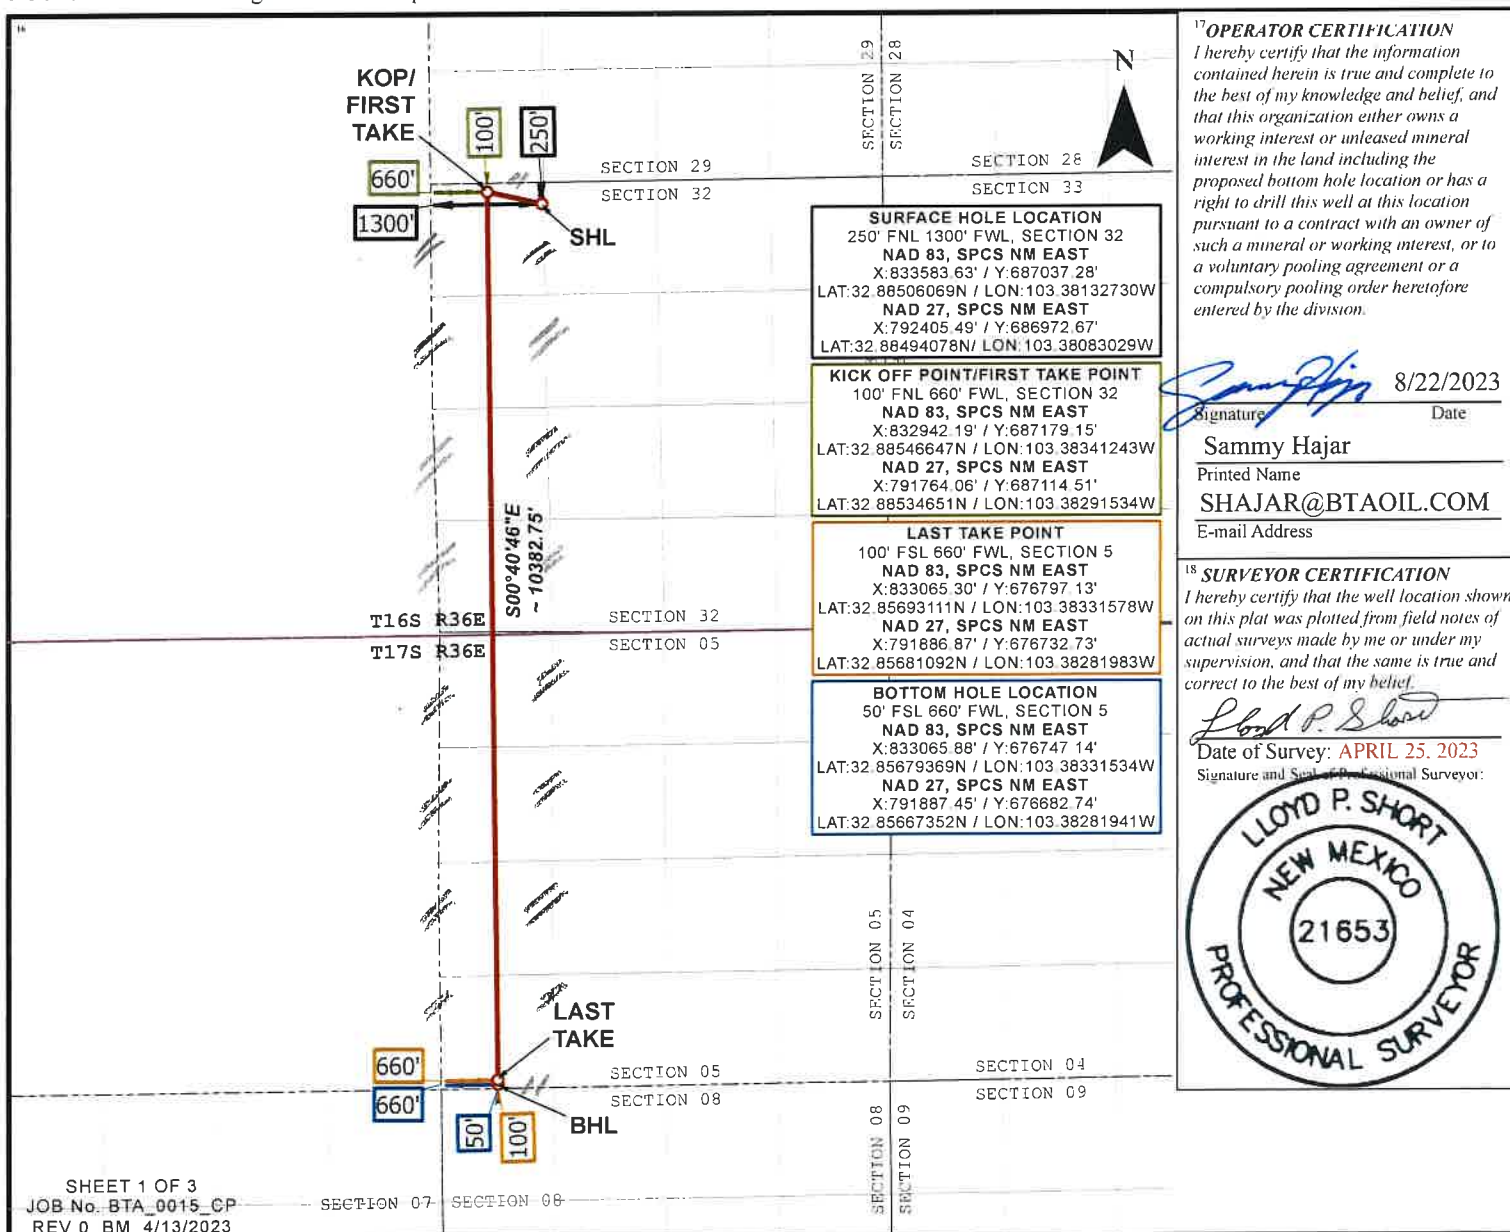 16
KOP/
FIRST
TAKE
100'
250'
660'
1300'
SHL
SECTION 29
SECTION 32
SECTION 29
SECTION 28
SECTION 28
SECTION 33
N
SURFACE HOLE LOCATION
250' FNL 1300' FWL, SECTION 32
NAD 83, SPCS NM EAST
X:833583.63' / Y:687037.28'
LAT:32.88506069N / LON:103.38132730W
NAD 27, SPCS NM EAST
X:792405.49' / Y:686972.67'
LAT:32.88494078N/ LON:103.38083029W
KICK OFF POINT/FIRST TAKE POINT
100' FNL 660' FWL, SECTION 32
NAD 83, SPCS NM EAST
X:832942.19' / Y:687179.15'
LAT:32.88546647N / LON:103.38341243W
NAD 27, SPCS NM EAST
X:791764.06' / Y:687114.51'
LAT:32.88534651N / LON:103.38291534W
LAST TAKE POINT
100' FSL 660' FWL, SECTION 5
NAD 83, SPCS NM EAST
X:833065.30' / Y:676797.13'
LAT:32.85693111N / LON:103.38331578W
NAD 27, SPCS NM EAST
X:791886.87' / Y:676732.73'
LAT:32.85681092N / LON:103.38281983W
BOTTOM HOLE LOCATION
50' FSL 660' FWL, SECTION 5
NAD 83, SPCS NM EAST
X:833065.88' / Y:676747.14'
LAT:32.85679369N / LON:103.38331534W
NAD 27, SPCS NM EAST
X:791887.45' / Y:676682.74'
LAT:32.85667352N / LON:103.38281941W
S00°40'46"E
~ 10382.75'
T16S R36E
T17S R36E
SECTION 32
SECTION 05
SECTION 05
SECTION 04
LAST
TAKE
660'
660'
50'
100'
BHL
SECTION 05
SECTION 08
SECTION 04
SECTION 09
SECTION 08
SECTION 09
SECTION 07
SECTION 08
SHEET 1 OF 3
JOB No. BTA_0015_CP
REV 0 BM 4/13/2023
17 OPERATOR CERTIFICATION
I hereby certify that the information
contained herein is true and complete to
the best of my knowledge and belief, and
that this organization either owns a
working interest or unleased mineral
interest in the land including the
proposed bottom hole location or has a
right to drill this well at this location
pursuant to a contract with an owner of
such a mineral or working interest, or to
a voluntary pooling agreement or a
compulsory pooling order heretofore
entered by the division.
8/22/2023
Signature Date
Sammy Hajar
Printed Name
SHAJAR@BTAOIL.COM
E-mail Address
18 SURVEYOR CERTIFICATION
I hereby certify that the well location shown
on this plat was plotted from field notes of
actual surveys made by me or under my
supervision, and that the same is true and
correct to the best of my belief.
Lloyd P. Short
Date of Survey: APRIL 25, 2023
Signature and Seal of Professional Surveyor:
LLOYD P. SHORT
NEW MEXICO
21653
PROFESSIONAL SURVEYOR